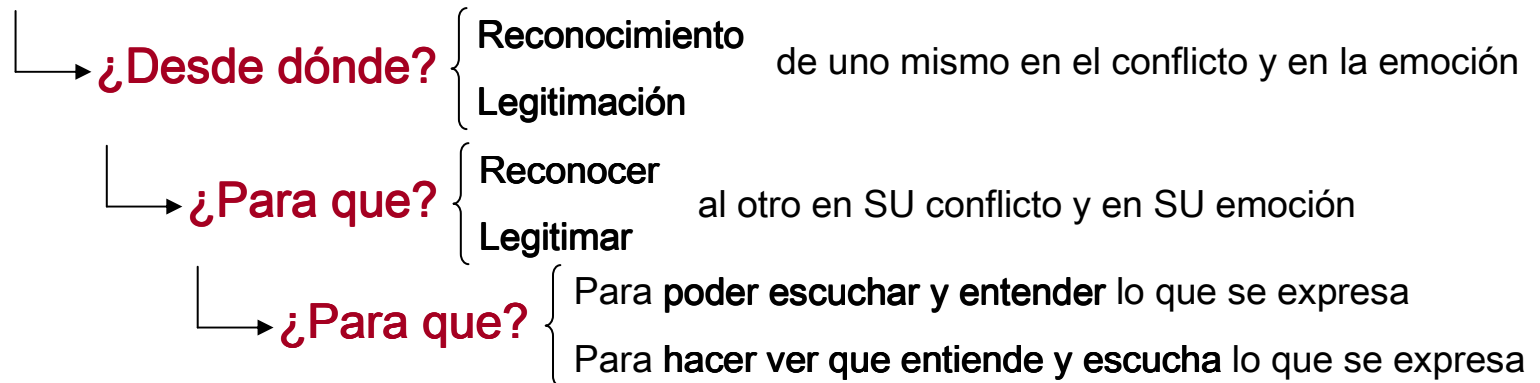 ¿Desde dónde?
Reconocimiento
Legitimación
de uno mismo en el conflicto y en la emoción
¿Para que?
Reconocer
Legitimar
al otro en SU conflicto y en SU emoción
¿Para que?
Para poder escuchar y entender lo que se expresa
Para hacer ver que entiende y escucha lo que se expresa